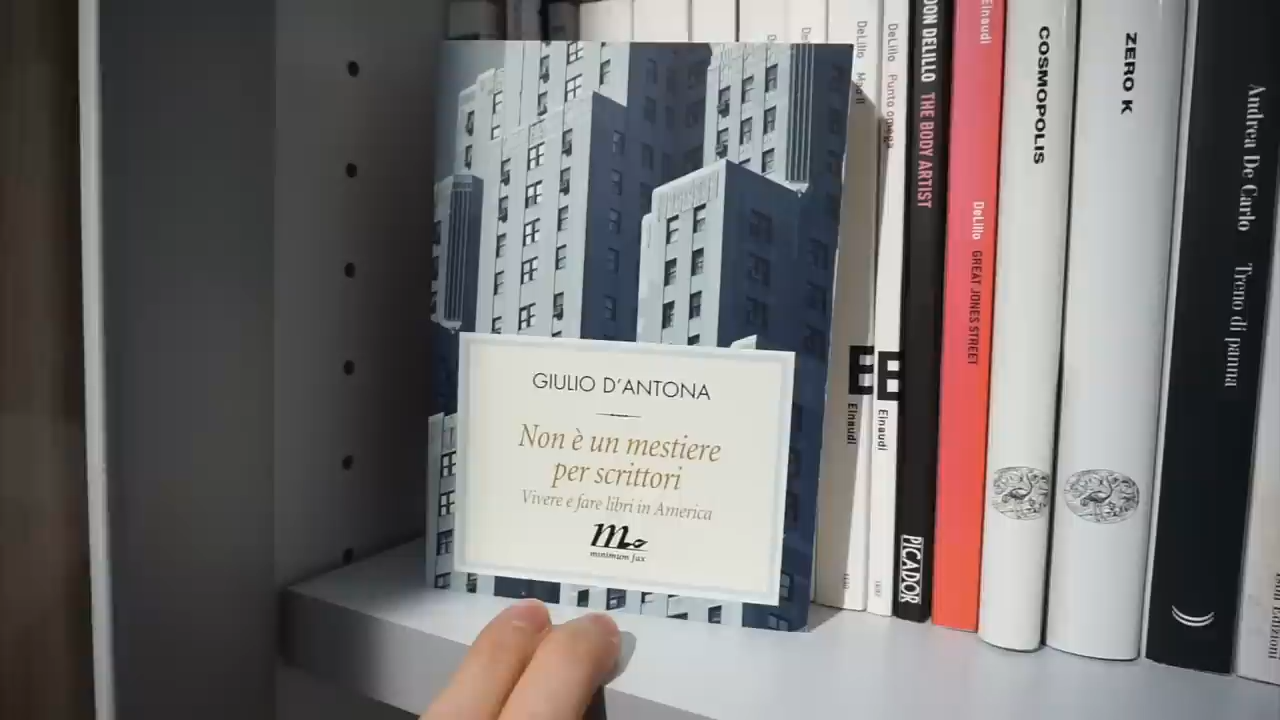 GIULIO D'ANTONA
Non è un mestiere
per scrittori
Vivere e fare libri in America
minimum fax
DeLillo
Einaudi
DeLillo Punto omega
Einaudi
DON DELILLO THE BODY ARTIST
PICADOR
Einaudi
DeLillo GREAT JONES STREET
COSMOPOLIS
ZERO K
Andrea De Carlo Treno di panna